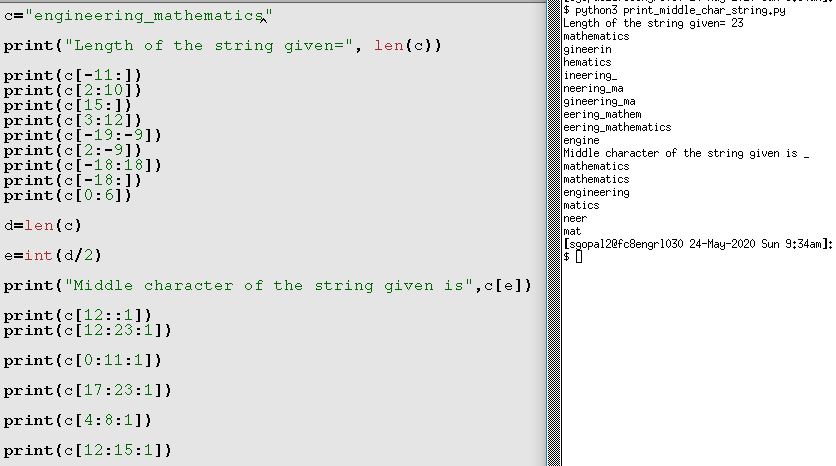 c="engineering_mathematics"
print("Length of the string given=", len(c))
print(c[-11:])
print(c[2:10])
print(c[15:])
print(c[3:12])
print(c[-19:-9])
print(c[2:-9])
print(c[-18:18])
print(c[-18:])
print(c[0:6])
d=len(c)
e=int(d/2)
print("Middle character of the string given is",c[e])
print(c[12::1])
print(c[12:23:1])
print(c[0:11:1])
print(c[17:23:1])
print(c[4:8:1])
print(c[12:15:1])
$ python3 print_middle_char_string.py
Length of the string given= 23
mathematics
gineerin
hematics
ineering_
neering_ma
gineering_ma
eering_mathem
eering_mathematics
engine
Middle character of the string given is _
mathematics
mathematics
engineering
matics
neer
mat
[sgopal2@fc8engrl030 24-May-2020 Sun 9:34am]:
$